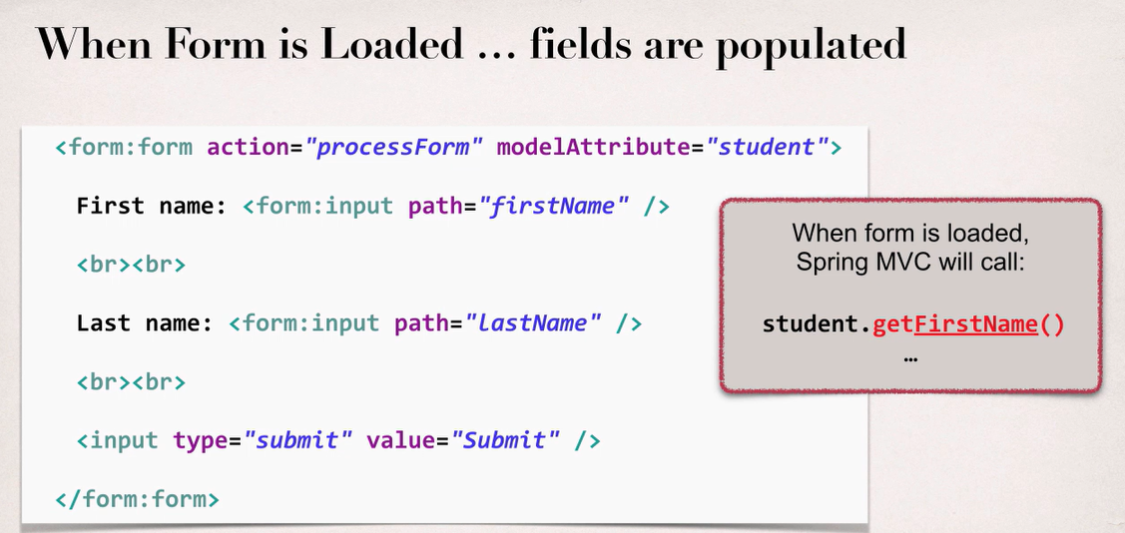 When Form is Loaded … fields are populated
<form:form action="processForm" modelAttribute="student">
First name: <form:input path="firstName" />
<br><br>
Last name: <form:input path="lastName" />
<br><br>
<input type="submit" value="Submit" />
</form:form>
When form is loaded,
Spring MVC will call:
student.getFirstName()
…